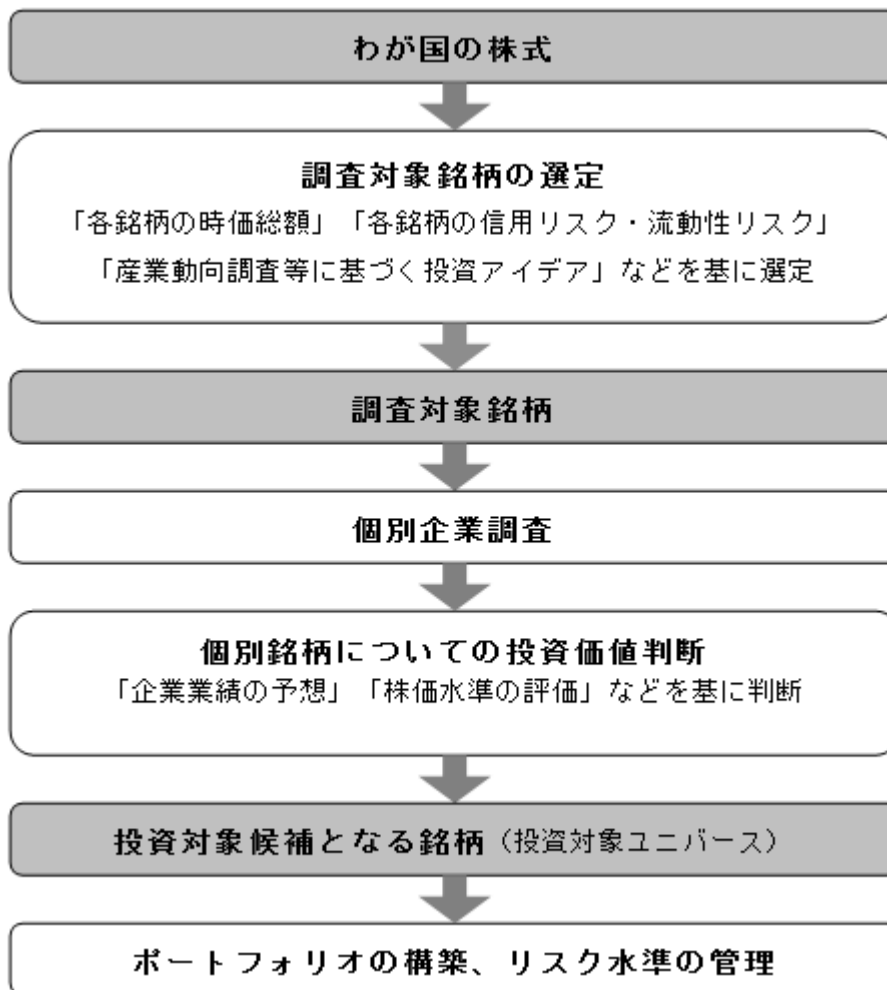 わが国の株式
調査対象銘柄の選定
「各銘柄の時価総額」「各銘柄の信用リスク・流動性リスク」
「産業動向調査等に基づく投資アイデア」などを基に選定
調査対象銘柄
個別企業調査
個別銘柄についての投資価値判断
「企業業績の予想」「株価水準の評価」などを基に判断
投資対象候補となる銘柄（投資対象ユニバース）
ポートフォリオの構築、リスク水準の管理